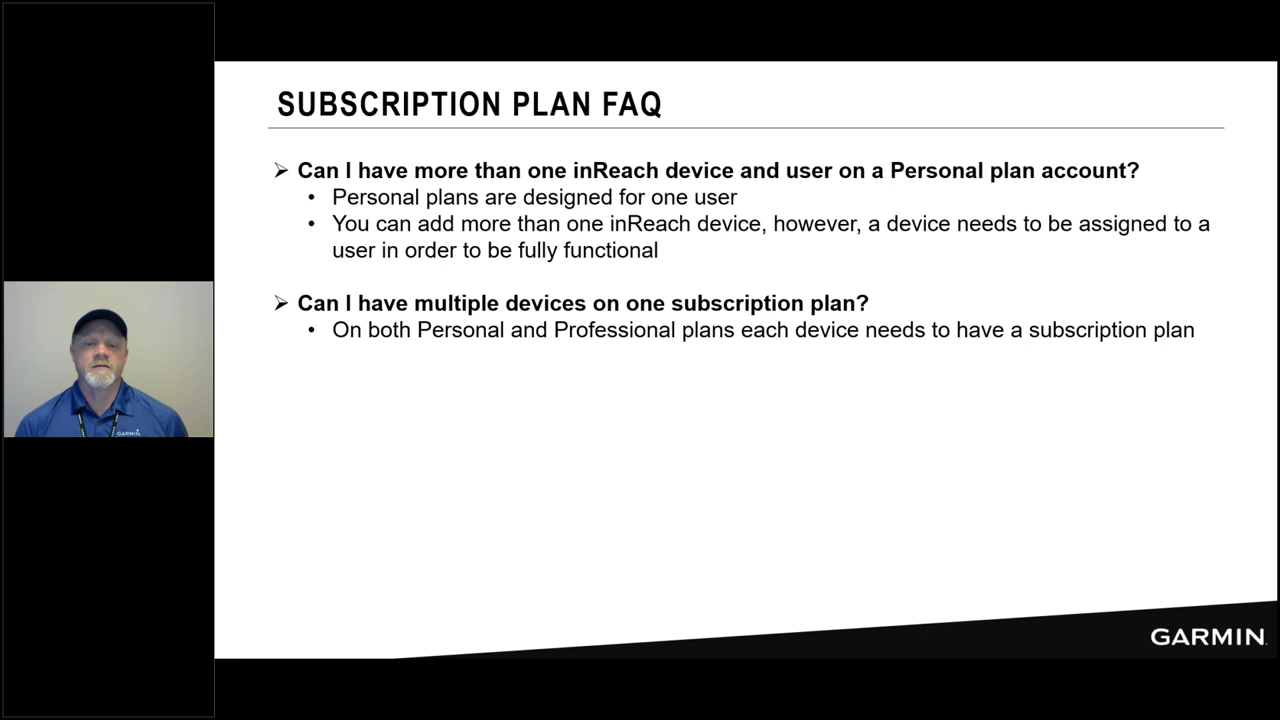 SUBSCRIPTION PLAN FAQ
➢ Can I have more than one inReach device and user on a Personal plan account?
• Personal plans are designed for one user
• You can add more than one inReach device, however, a device needs to be assigned to a
user in order to be fully functional
➢ Can I have multiple devices on one subscription plan?
• On both Personal and Professional plans each device needs to have a subscription plan
GARMIN
GARMIN